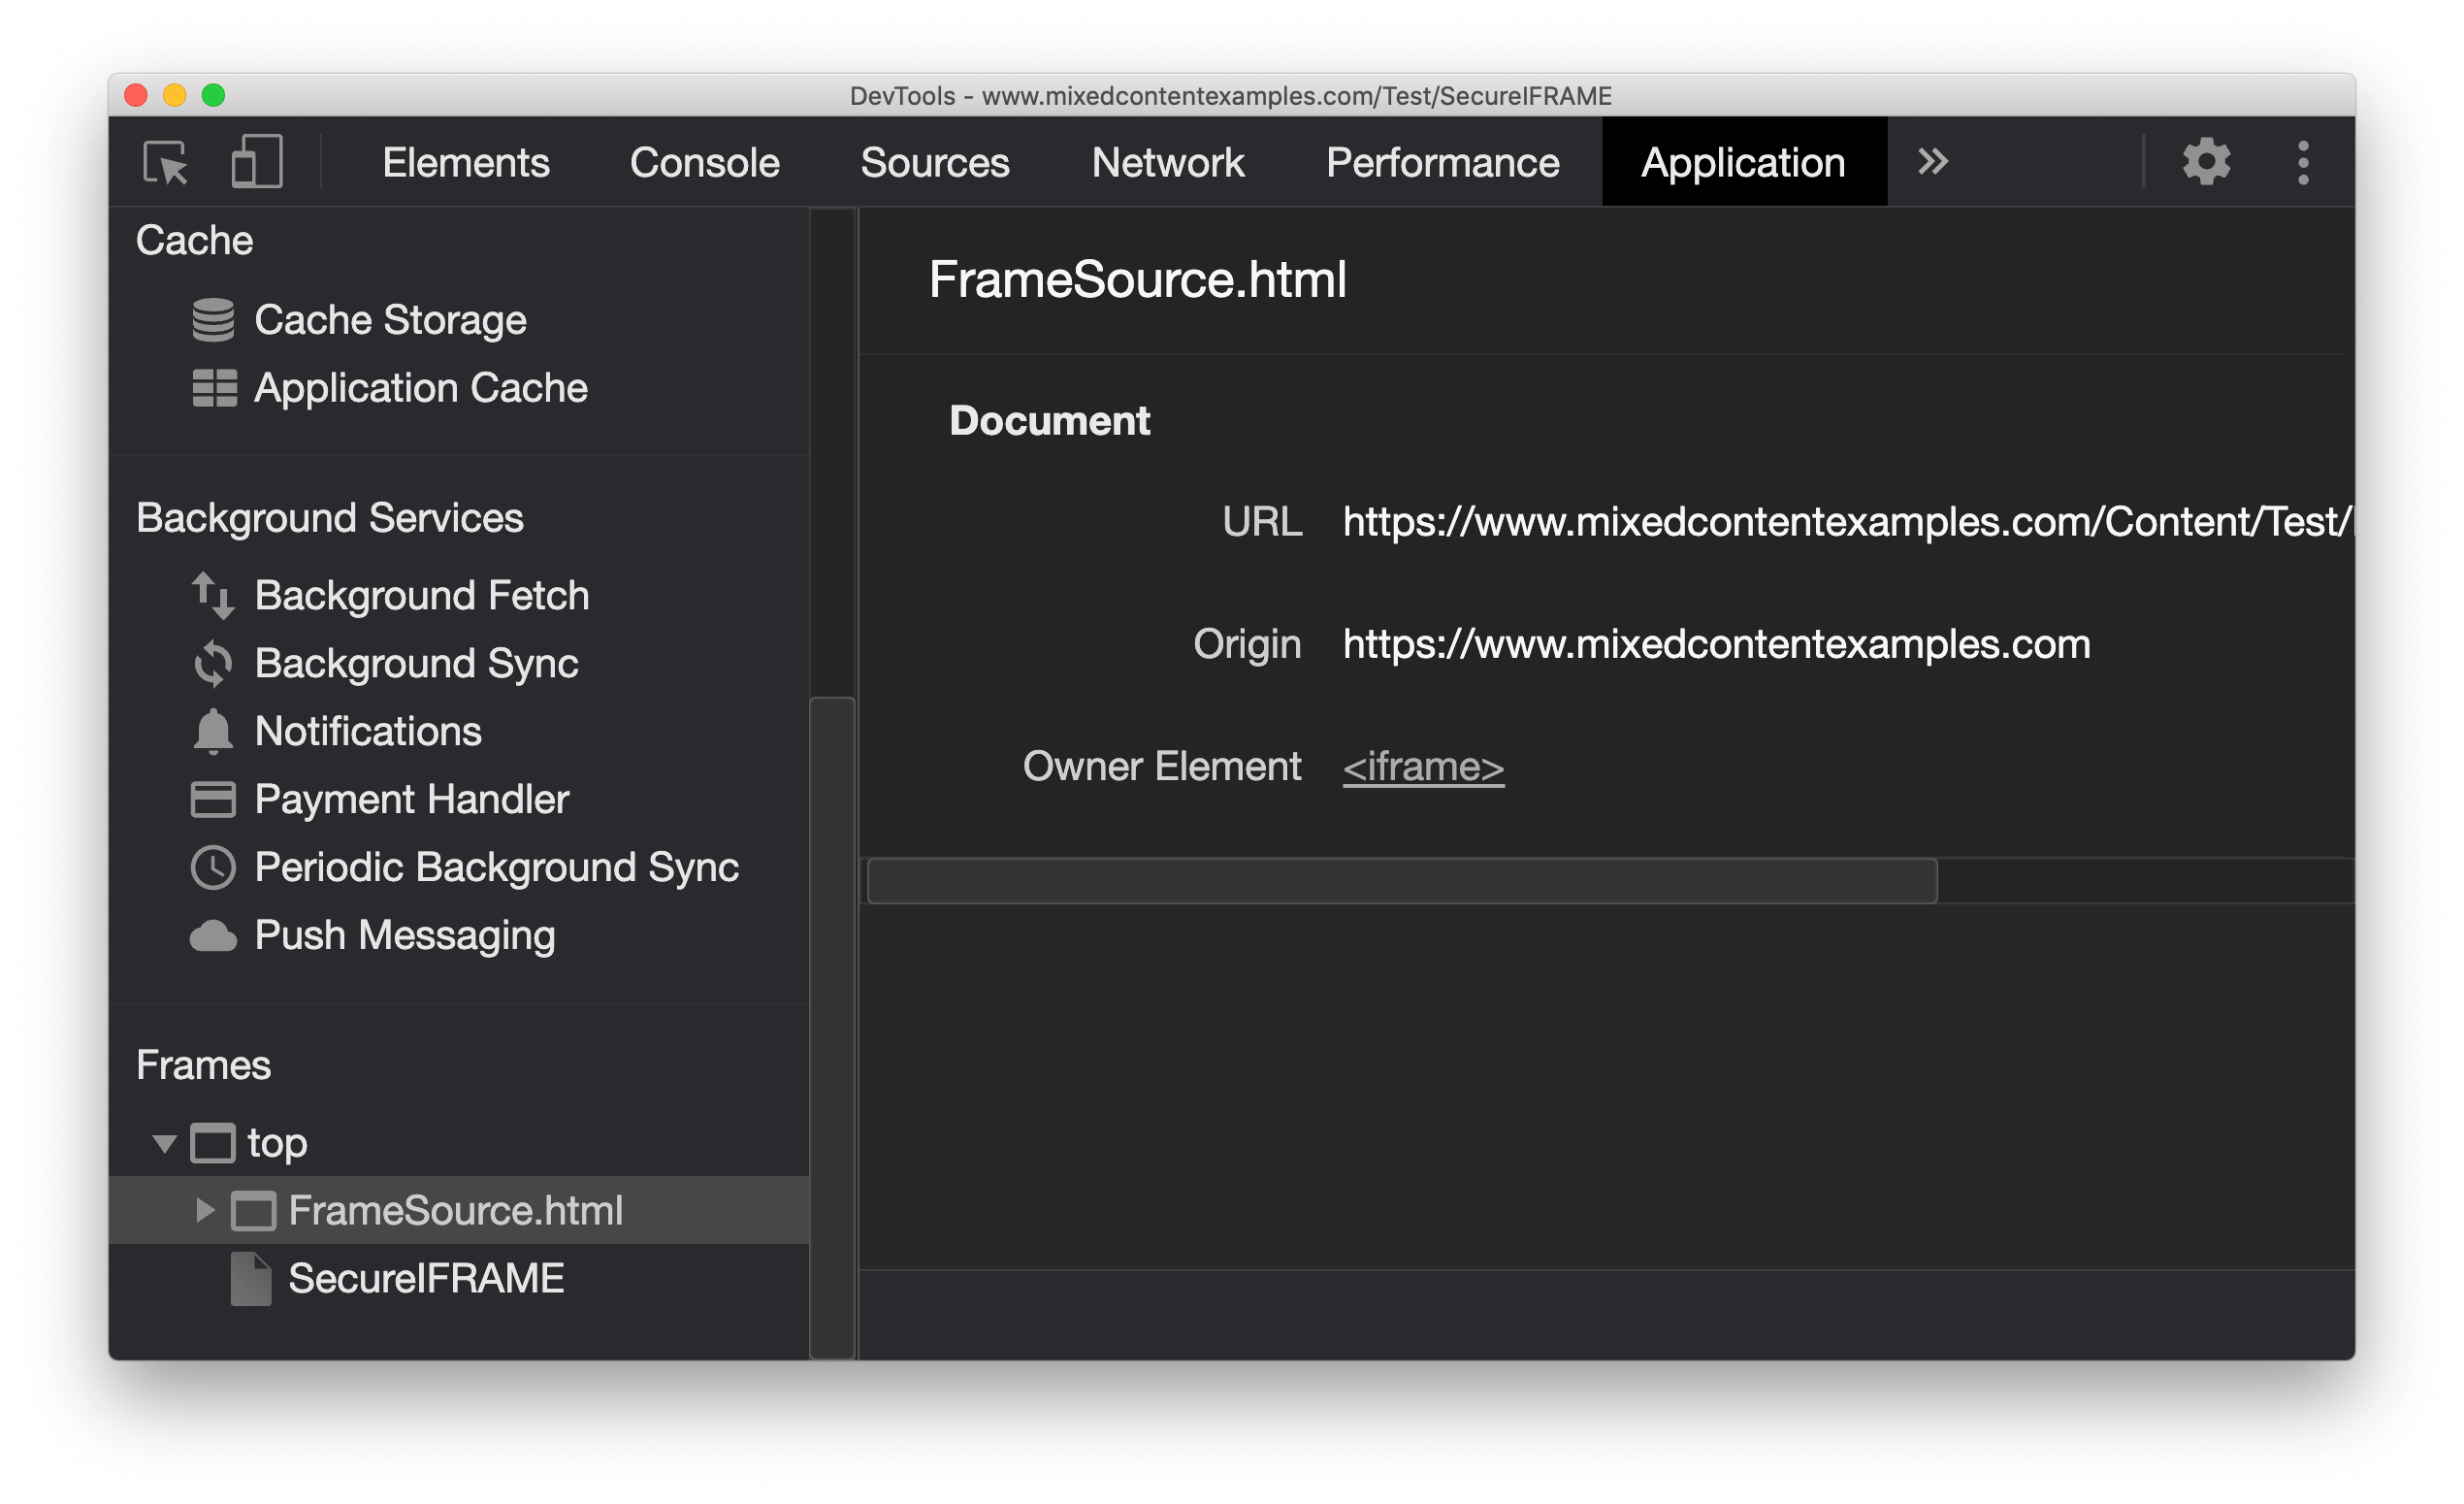 DevTools - www.mixedcontentexamples.com/Test/SecureIFRAME
Elements Console Sources Network Performance Application »
Cache
Cache Storage
Application Cache
Background Services
Background Fetch
Background Sync
Notifications
Payment Handler
Periodic Background Sync
Push Messaging
Frames
top
FrameSource.html
SecureIFRAME
FrameSource.html
Document
URL https://www.mixedcontentexamples.com/Content/Test/
Origin https://www.mixedcontentexamples.com
Owner Element <iframe>